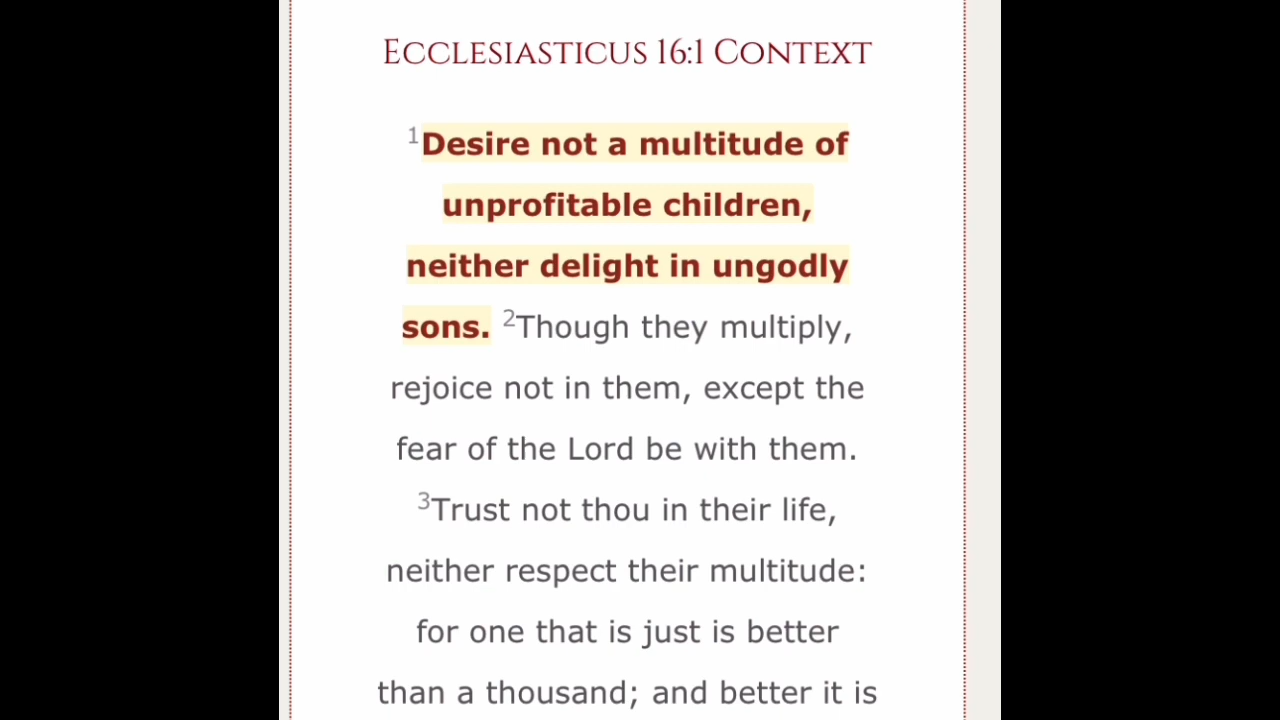 Ecclesiasticus 16:1 Context
1Desire not a multitude of
unprofitable children,
neither delight in ungodly
sons. 2Though they multiply,
rejoice not in them, except the
fear of the Lord be with them.
3Trust not thou in their life,
neither respect their multitude:
for one that is just is better
than a thousand; and better it is